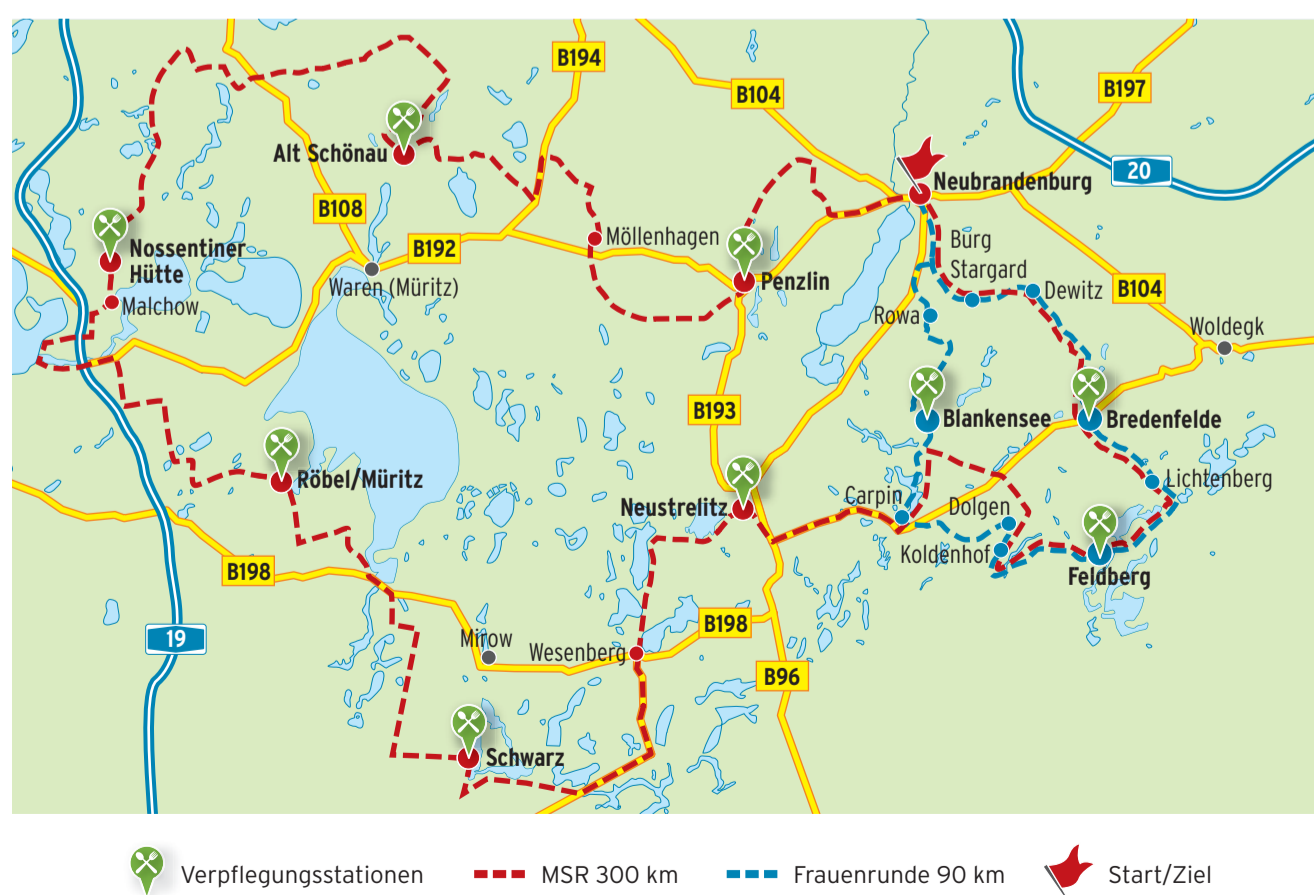 B194
B104
B197
20
Alt Schönau
Neubrandenburg
B108
Nossentiner
Hütte
B192
Möllenhagen
Burg
Stargard
Waren (Müritz)
Penzlin
Dewitz
B104
Malchow
Rowa
Woldegk
B193
Blankensee
Bredenfelde
Röbel/Müritz
Lichtenberg
Neustrelitz
Carpin
Dolgen
Koldenhof
Feldberg
B198
19
Mirow
Wesenberg
B198
B96
Schwarz
Verpflegungsstationen
MSR 300 km
Frauenrunde 90 km
Start/Ziel